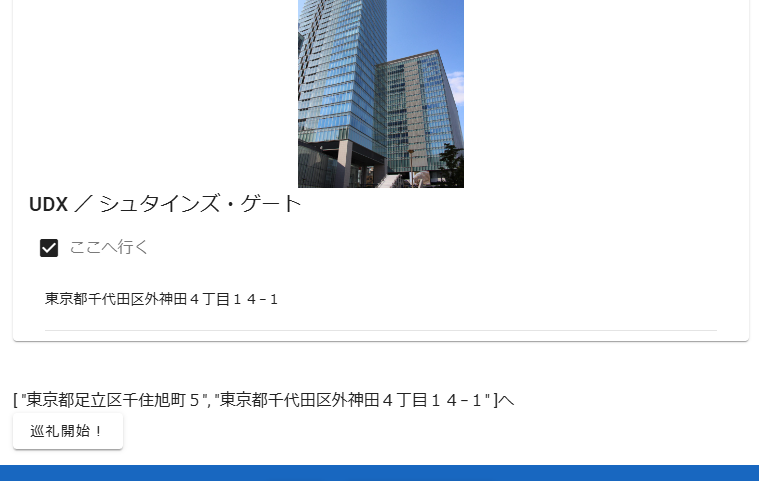 UDX ／ シュタインズ・ゲート
ここへ行く
東京都千代田区外神田４丁目１４−１
[ "東京都足立区千住旭町５", "東京都千代田区外神田４丁目１４−１" ]へ
巡礼開始！